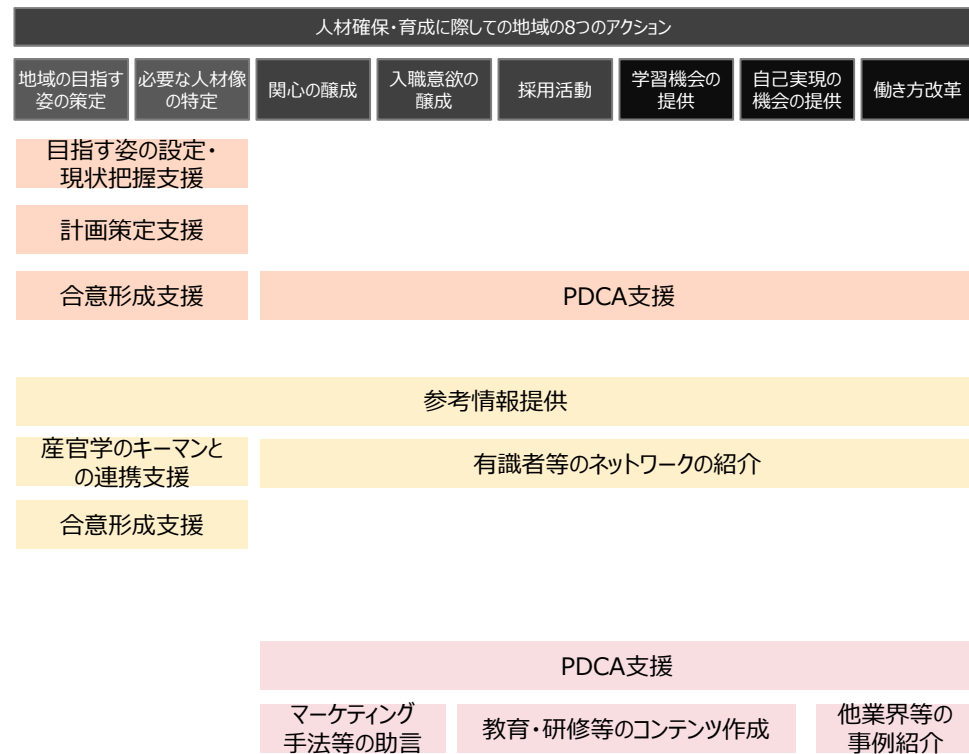 人材確保・育成に際しての地域の8つのアクション
地域の目指す
姿の策定
必要な人材像
の特定
関心の醸成
入職意欲の
醸成
採用活動
学習機会の
提供
自己実現の
機会の提供
働き方改革
目指す姿の設定・
現状把握支援
計画策定支援
合意形成支援
PDCA支援
参考情報提供
産官学のキーマンと
の連携支援
有識者等のネットワークの紹介
合意形成支援
PDCA支援
マーケティング
手法等の助言
教育・研修等のコンテンツ作成
他業界等の
事例紹介